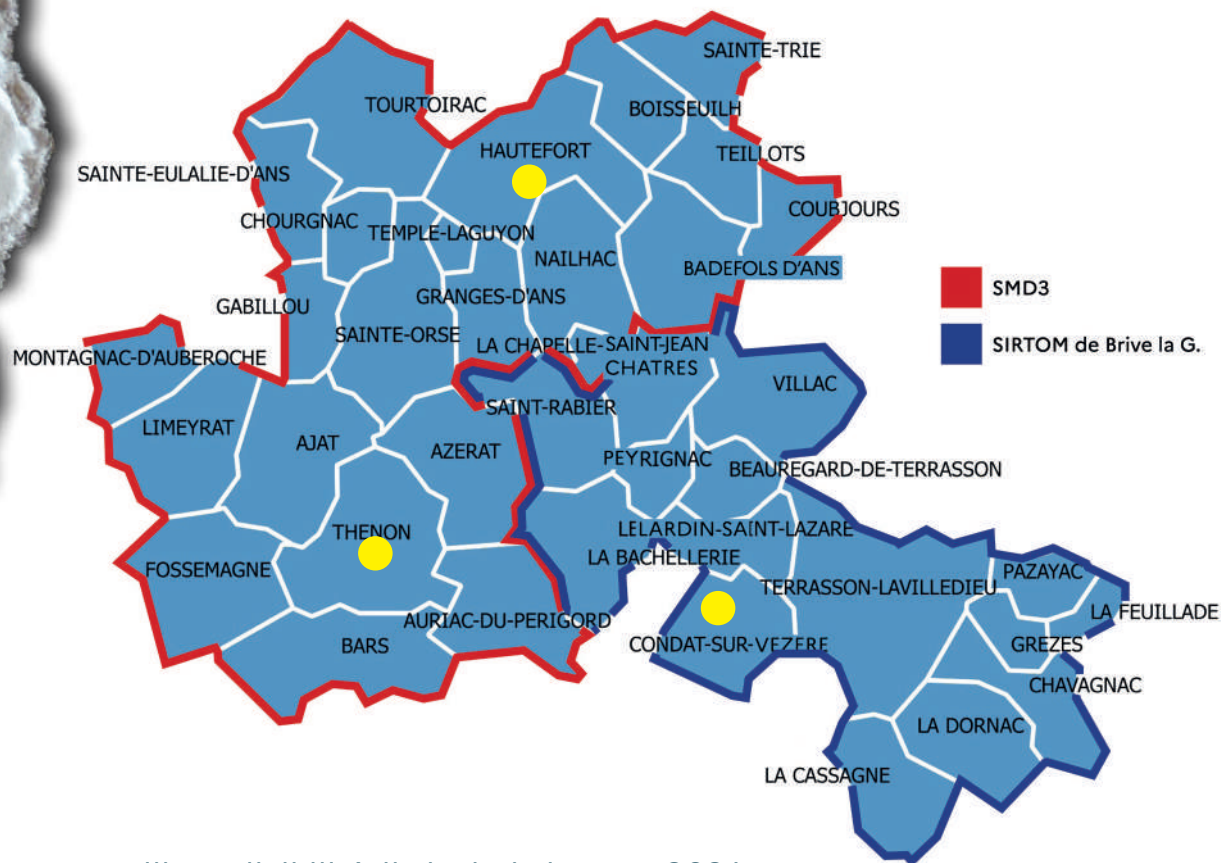 SAINTE-TRIE
TOURTOIRAC
BOISSEUILH
HAUTEFORT
TEILLOTS
SAINTE-EULALIE-D'ANS
COUBJOURS
CHOURGNAC
TEMPLE-LAGUYON
NAILHAC
BADEFOLS D'ANS
GRANGES-D'ANS
GABILLOU
SAINTE-ORSE
LA CHAPELLE-SAINT-JEAN
CHATRES
MONTAGNAC-D'AUBEROCHE
VILLAC
SAINT-RABIER
LIMEYRAT
AJAT
AZERAT
PEYRIGNAC
BEAUREGARD-DE-TERRASSON
THENON
LELARDIN-SAINT-LAZARE
LA BACHELLERIE
FOSSEMAGNE
TERRASSON-LAVILLEDIEU
PAZAYAC
LA FEUILLADE
AURIAC-DU-PERIGORD
BARS
CONDAT-SUR-VEZERE
GREZES
CHAVAGNAC
LA DORNAC
LA CASSAGNE
SMD3
SIRTOM de Brive la G.